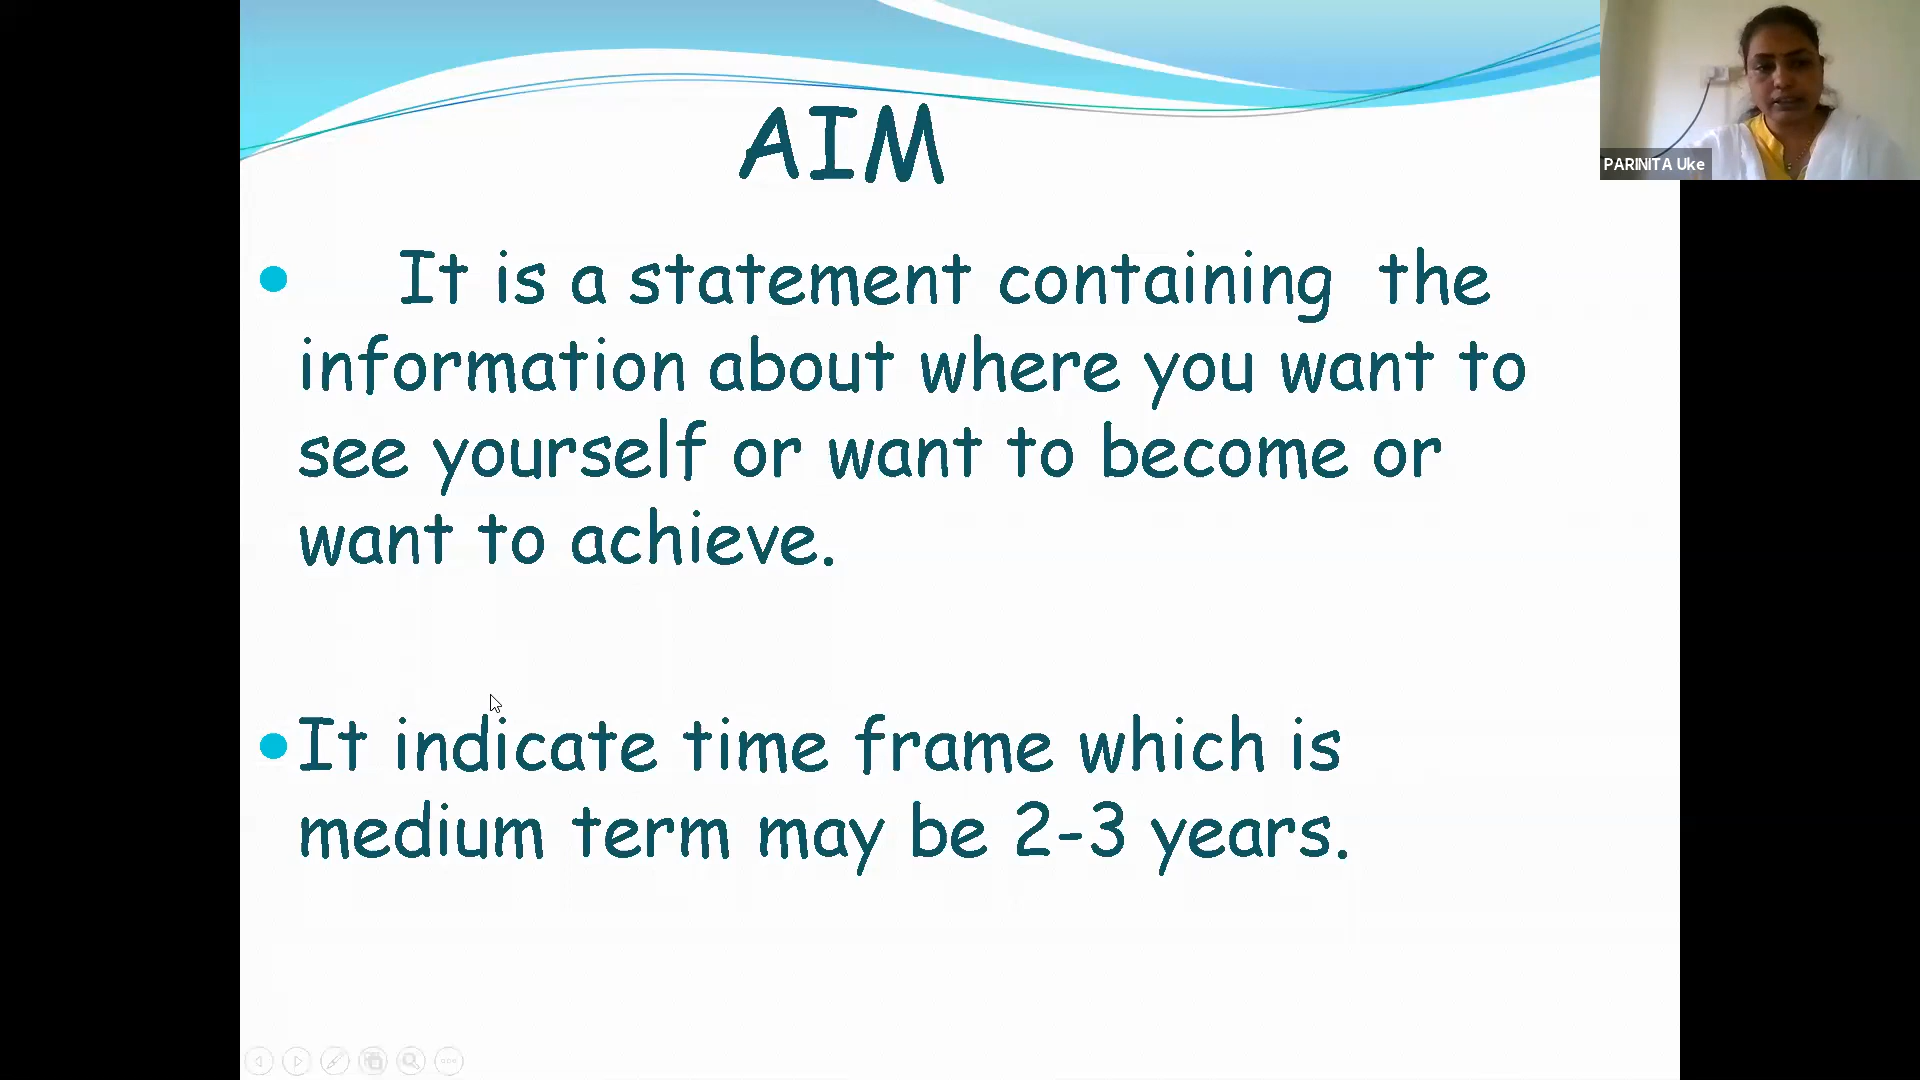 AIM
PARINITA Uke
It is a statement containing the
information about where you want to
see yourself or want to become or
want to achieve.
It indicate time frame which is
medium term may be 2-3 years.